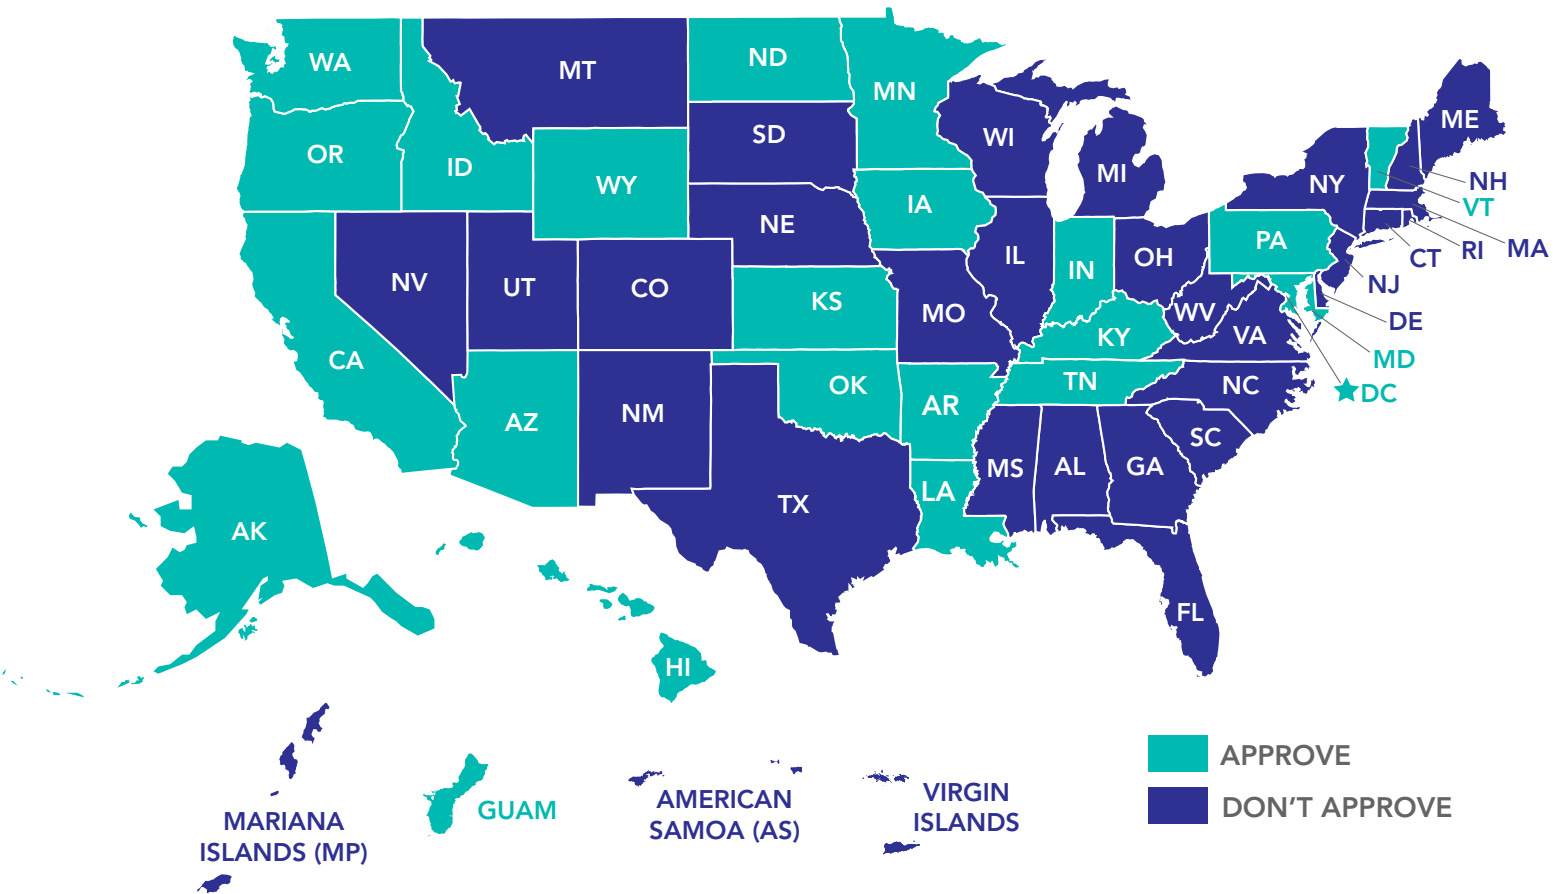 WA
MT
ND
MN
OR
ID
WY
SD
WI
MI
ME
NY
NH
VT
MA
RI
CT
NJ
DE
MD
DC
NE
IA
PA
NV
UT
CO
KS
MO
IL
IN
OH
WV
VA
KY
CA
AZ
NM
OK
AR
TN
NC
SC
TX
LA
MS
AL
GA
FL
AK
HI
MARIANA
ISLANDS (MP)
GUAM
AMERICAN
SAMOA (AS)
VIRGIN
ISLANDS
APPROVE
DON'T APPROVE